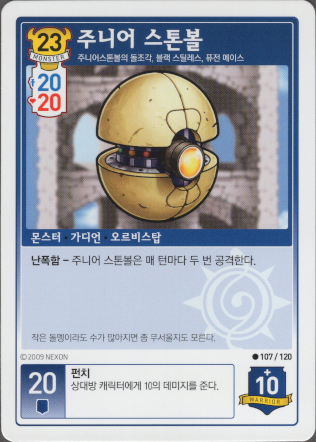 23
MONSTER
주니어 스톤볼
주니어스톤볼의 돌조각, 블랙 스틸레스, 퓨전 메이스
20
20
몬스터 · 가디언 · 오르비스탑
난폭함 – 주니어 스톤볼은 매 턴마다 두 번 공격한다.
작은 돌멩이라도 수가 많아지면 좀 무서울지도 모른다.
©2009 NEXON
●107 / 120
20
펀치
상대방 캐릭터에게 10의 데미지를 준다.
+
10
WARRIOR